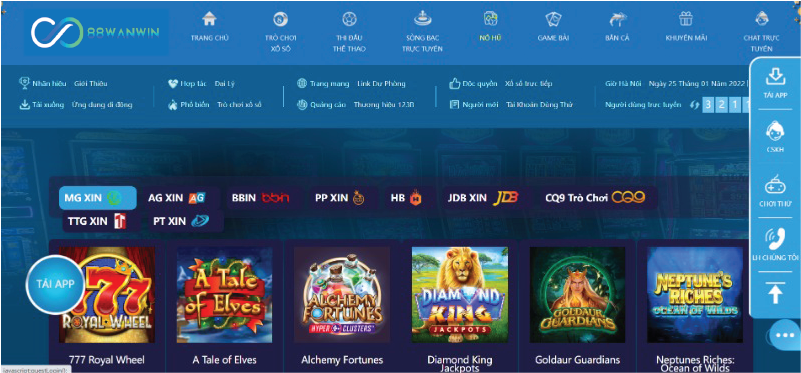 88WANWIN
TRANG CHỦ
TRÒ CHƠI
XỔ SỐ
THI ĐẤU
THỂ THAO
SÒNG BẠC
TRỰC TUYẾN
NỔ HŨ
GAME BÀI
BẮN CÁ
KHUYẾN MÃI
CHAT TRỰC
TUYẾN
Nhãn hiệu Giới Thiệu
Hợp tác Đại Lý
Trang mạng Link Dự Phòng
Độc quyền Xổ số trực tiếp
Giờ Hà Nội Ngày 25 Tháng 01 Năm 2022
Tải xuống Ứng dụng di động
Phổ biến Trò chơi xổ số
Quảng cáo Thương hiệu 123B
Người mới Tài Khoản Dùng Thử
Người dùng trực tuyến 3 2 1 1
TẢI APP
CSKH
CHƠI THỬ
LH CHÚNG TÔI
MG XIN
AG XIN AG
BBIN bbin
PP XIN
HB
JDB XIN JDB
CQ9 Trò Chơi CQ9
TTG XIN
PT XIN
TẢI APP
777
ROYAL WHEEL
A Tale
of Elves
ALCHEMY
FORTUNES
HYPER CLUSTERS
DIAMOND
KING
JACKPOTS
GOLDAUR
GUARDIANS
NEPTUNE'S
RICHES
OCEAN OF WILDS
777 Royal Wheel
A Tale of Elves
Alchemy Fortunes
Diamond King
Jackpots
Goldaur Guardians
Neptunes Riches:
Ocean of Wilds